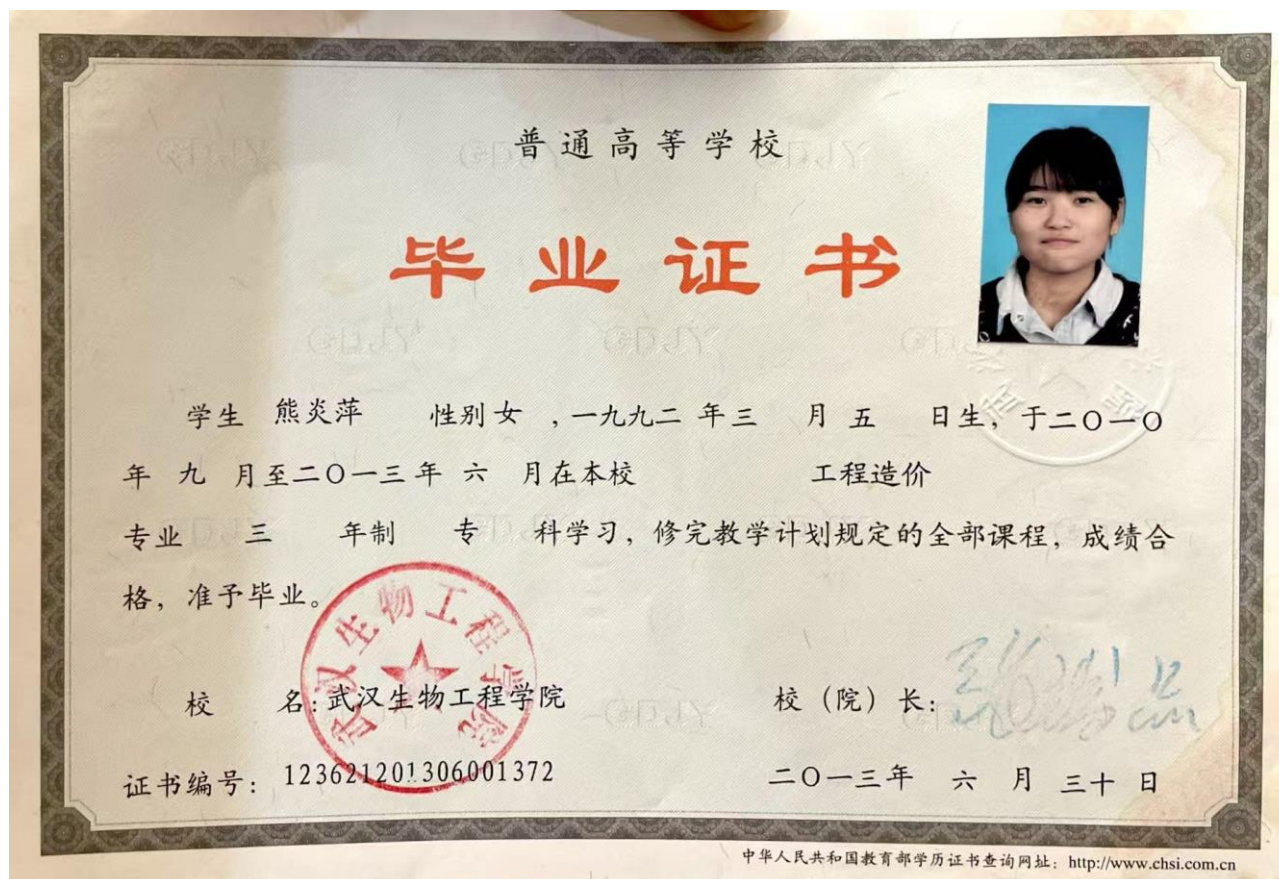 普通高等学校
毕业证书
学生 熊炎萍 性别女 ，一九九二 年三 月 五 日生，于二〇一〇
年 九 月至二〇一三年 六 月在本校 工程造价
专业 三 年制 专 科学习，修完教学计划规定的全部课程，成绩合
格，准予毕业。
武汉生物工程学院
校 名：武汉生物工程学院 校（院）长：
证书编号：123621201306001372 二〇一三年 六 月 三十 日
中华人民共和国教育部学历证书查询网址：http://www.chsi.com.cn